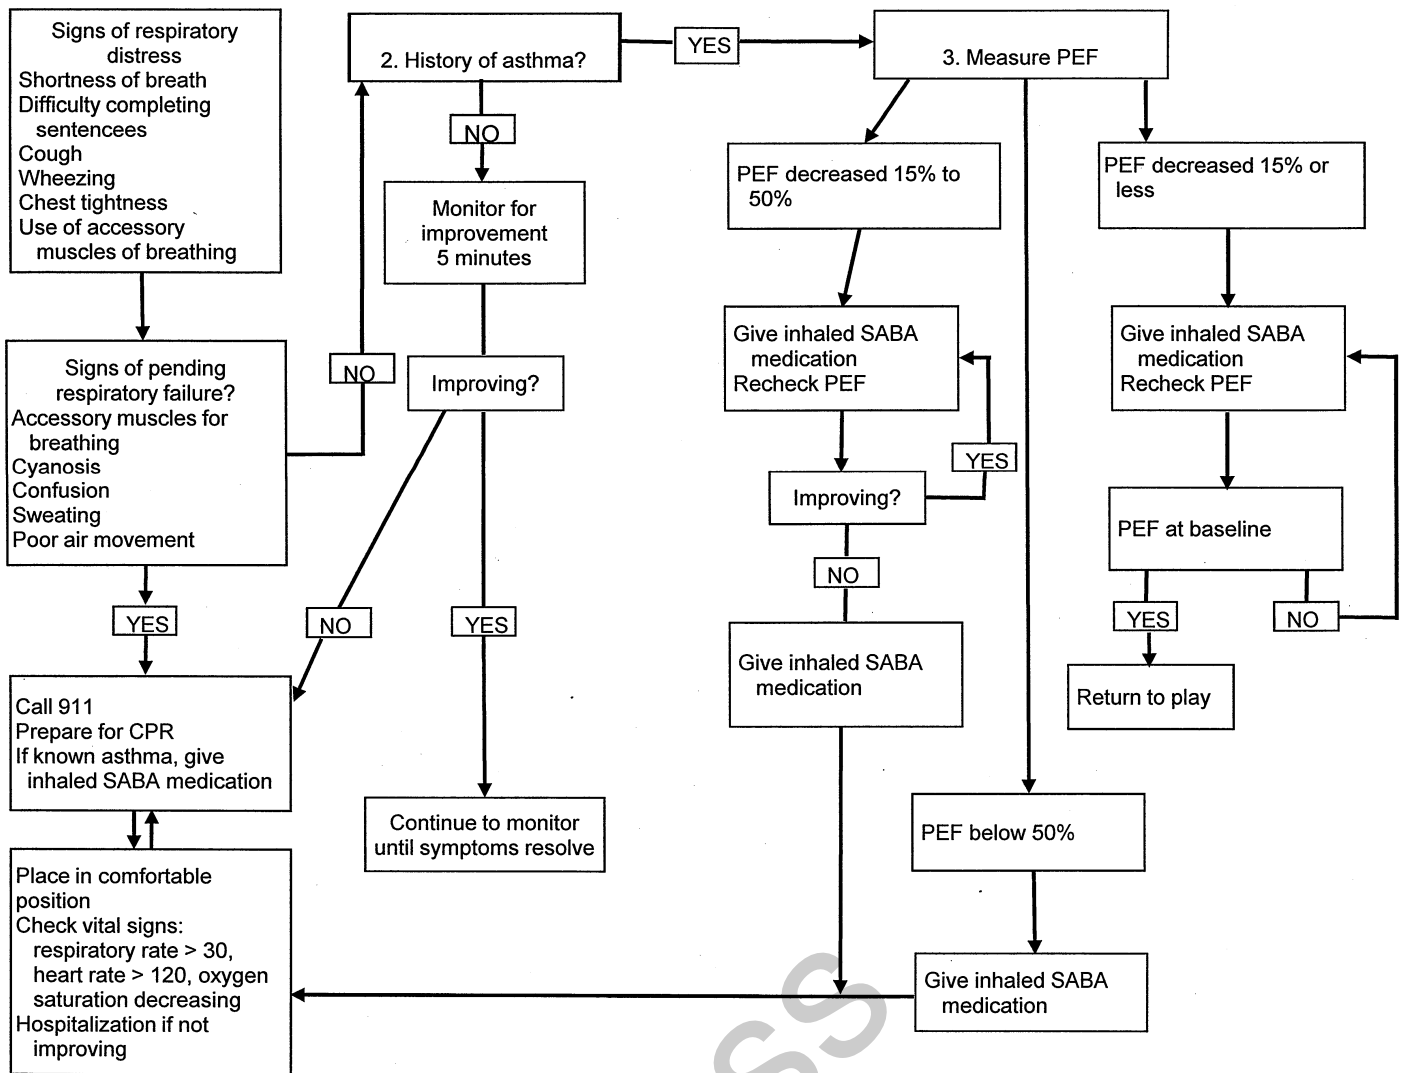 Signs of respiratory
distress
Shortness of breath
Difficulty completing
sentencees
Cough
Wheezing
Chest tightness
Use of accessory
muscles of breathing
Signs of pending
respiratory failure?
Accessory muscles for
breathing
Cyanosis
Confusion
Sweating
Poor air movement
YES
Call 911
Prepare for CPR
If known asthma, give
inhaled SABA medication
Place in comfortable
position
Check vital signs:
respiratory rate > 30,
heart rate > 120, oxygen
saturation decreasing
Hospitalization if not
improving
NO
2. History of asthma?
NO
Monitor for
improvement
5 minutes
Improving?
NO
YES
Continue to monitor
until symptoms resolve
YES
3. Measure PEF
PEF decreased 15% to
50%
Give inhaled SABA
medication
Recheck PEF
Improving?
YES
NO
Give inhaled SABA
medication
PEF below 50%
Give inhaled SABA
medication
PEF decreased 15% or
less
Give inhaled SABA
medication
Recheck PEF
PEF at baseline
YES
NO
Return to play
SS